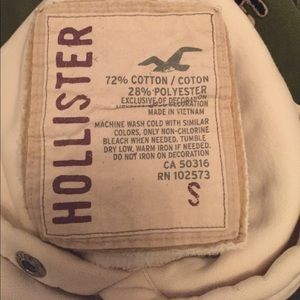 HOLLISTER
72% COTTON / COTON
28% POLYESTER
EXCLUSIVE OF DECORATION
MADE IN VIETNAM
MACHINE WASH COLD WITH SIMILAR
COLORS, ONLY NON-CHLORINE
BLEACH WHEN NEEDED. TUMBLE
DRY LOW, WARM IRON IF NEEDED.
DO NOT IRON ON DECORATION
CA 50316
RN 102573
S